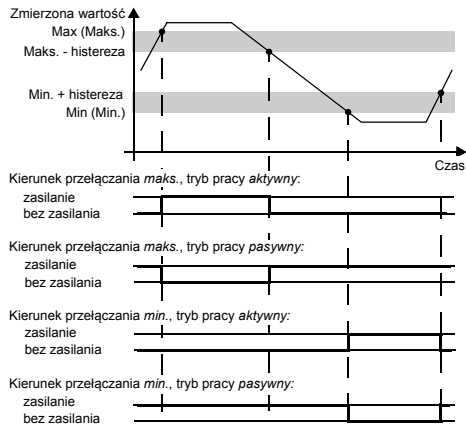 Zmierzona wartość
Max (Maks.)
Maks. - histereza
Min. + histereza
Min (Min.)
Czas
Kierunek przełączania maks., tryb pracy aktywny:
zasilanie
bez zasilania
Kierunek przełączania maks., tryb pracy pasywny:
zasilanie
bez zasilania
Kierunek przełączania min., tryb pracy aktywny:
zasilanie
bez zasilania
Kierunek przełączania min., tryb pracy pasywny:
zasilanie
bez zasilania